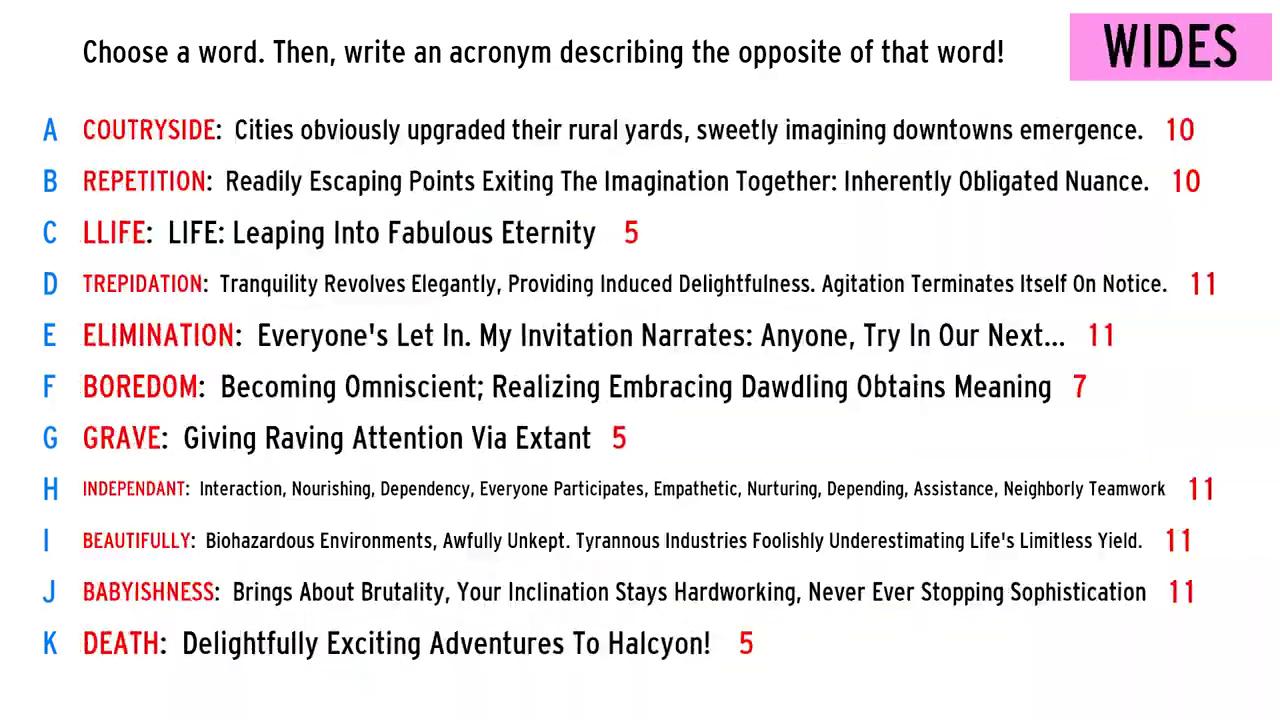 Choose a word. Then, write an acronym describing the opposite of that word!
WIDES
A COUTRYSIDE: Cities obviously upgraded their rural yards, sweetly imagining downtowns emergence. 10
B REPETITION: Readily Escaping Points Exiting The Imagination Together: Inherently Obligated Nuance. 10
C LLIFE: LIFE: Leaping Into Fabulous Eternity 5
D TREPIDATION: Tranquility Revolves Elegantly, Providing Induced Delightfulness. Agitation Terminates Itself On Notice. 11
E ELIMINATION: Everyone's Let In. My Invitation Narrates: Anyone, Try In Our Next... 11
F BOREDOM: Becoming Omniscient; Realizing Embracing Dawdling Obtains Meaning 7
G GRAVE: Giving Raving Attention Via Extant 5
H INDEPENDANT: Interaction, Nourishing, Dependency, Everyone Participates, Empathetic, Nurturing, Depending, Assistance, Neighborly Teamwork 11
I BEAUTIFULLY: Biohazardous Environments, Awfully Unkept. Tyrannous Industries Foolishly Underestimating Life's Limitless Yield. 11
J BABYISHNESS: Brings About Brutality, Your Inclination Stays Hardworking, Never Ever Stopping Sophistication 11
K DEATH: Delightfully Exciting Adventures To Halcyon! 5